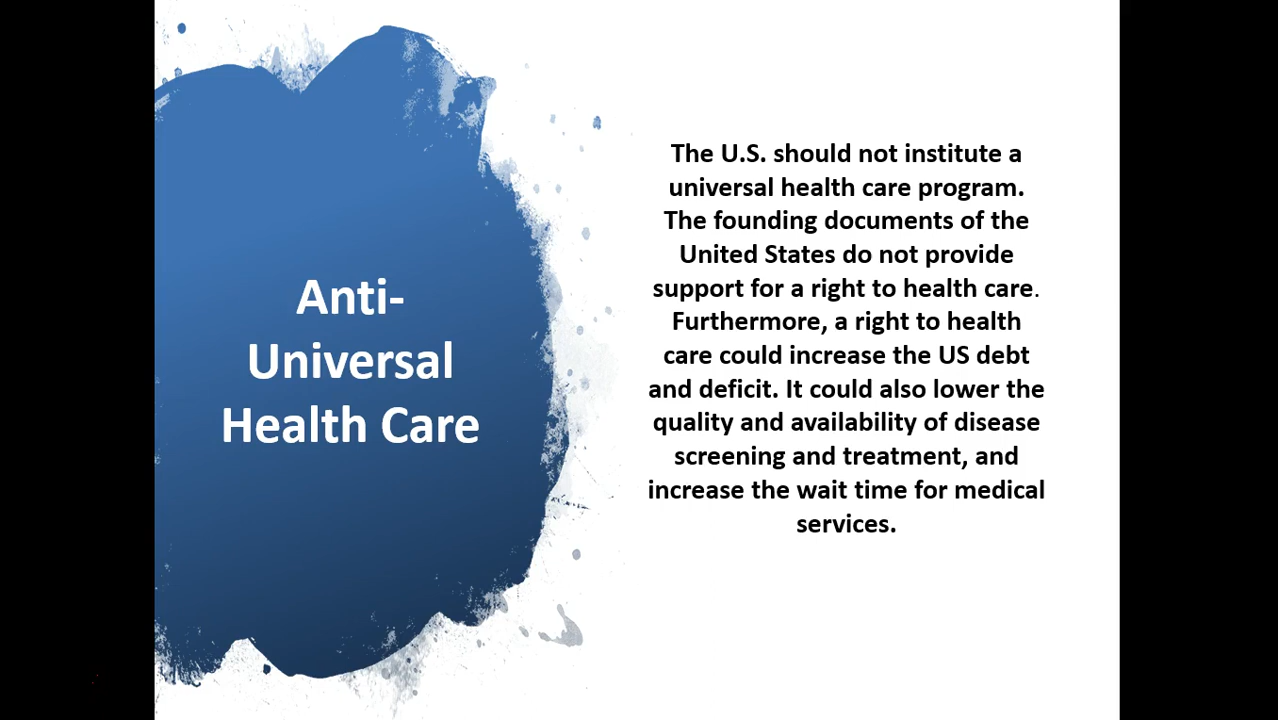 Anti-
Universal
Health Care
The U.S. should not institute a
universal health care program.
The founding documents of the
United States do not provide
support for a right to health care.
Furthermore, a right to health
care could increase the US debt
and deficit. It could also lower the
quality and availability of disease
screening and treatment, and
increase the wait time for medical
services.